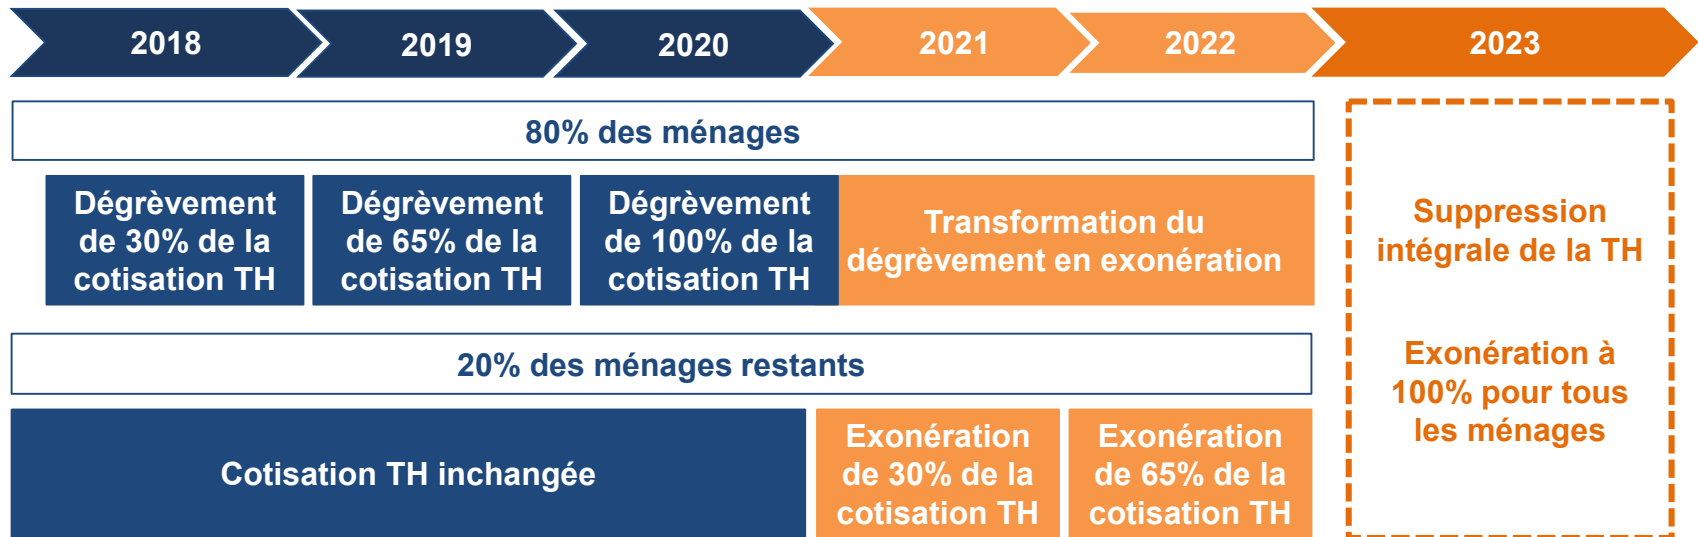 2018
2019
2020
2021
2022
2023
80% des ménages
Dégrèvement
de 30% de la
cotisation TH
Dégrèvement
de 65% de la
cotisation TH
Dégrèvement
de 100% de la
cotisation TH
Transformation du
dégrèvement en exonération
20% des ménages restants
Cotisation TH inchangée
Exonération
de 30% de la
cotisation TH
Exonération
de 65% de la
cotisation TH
Suppression
intégrale de la TH
Exonération à
100% pour tous
les ménages